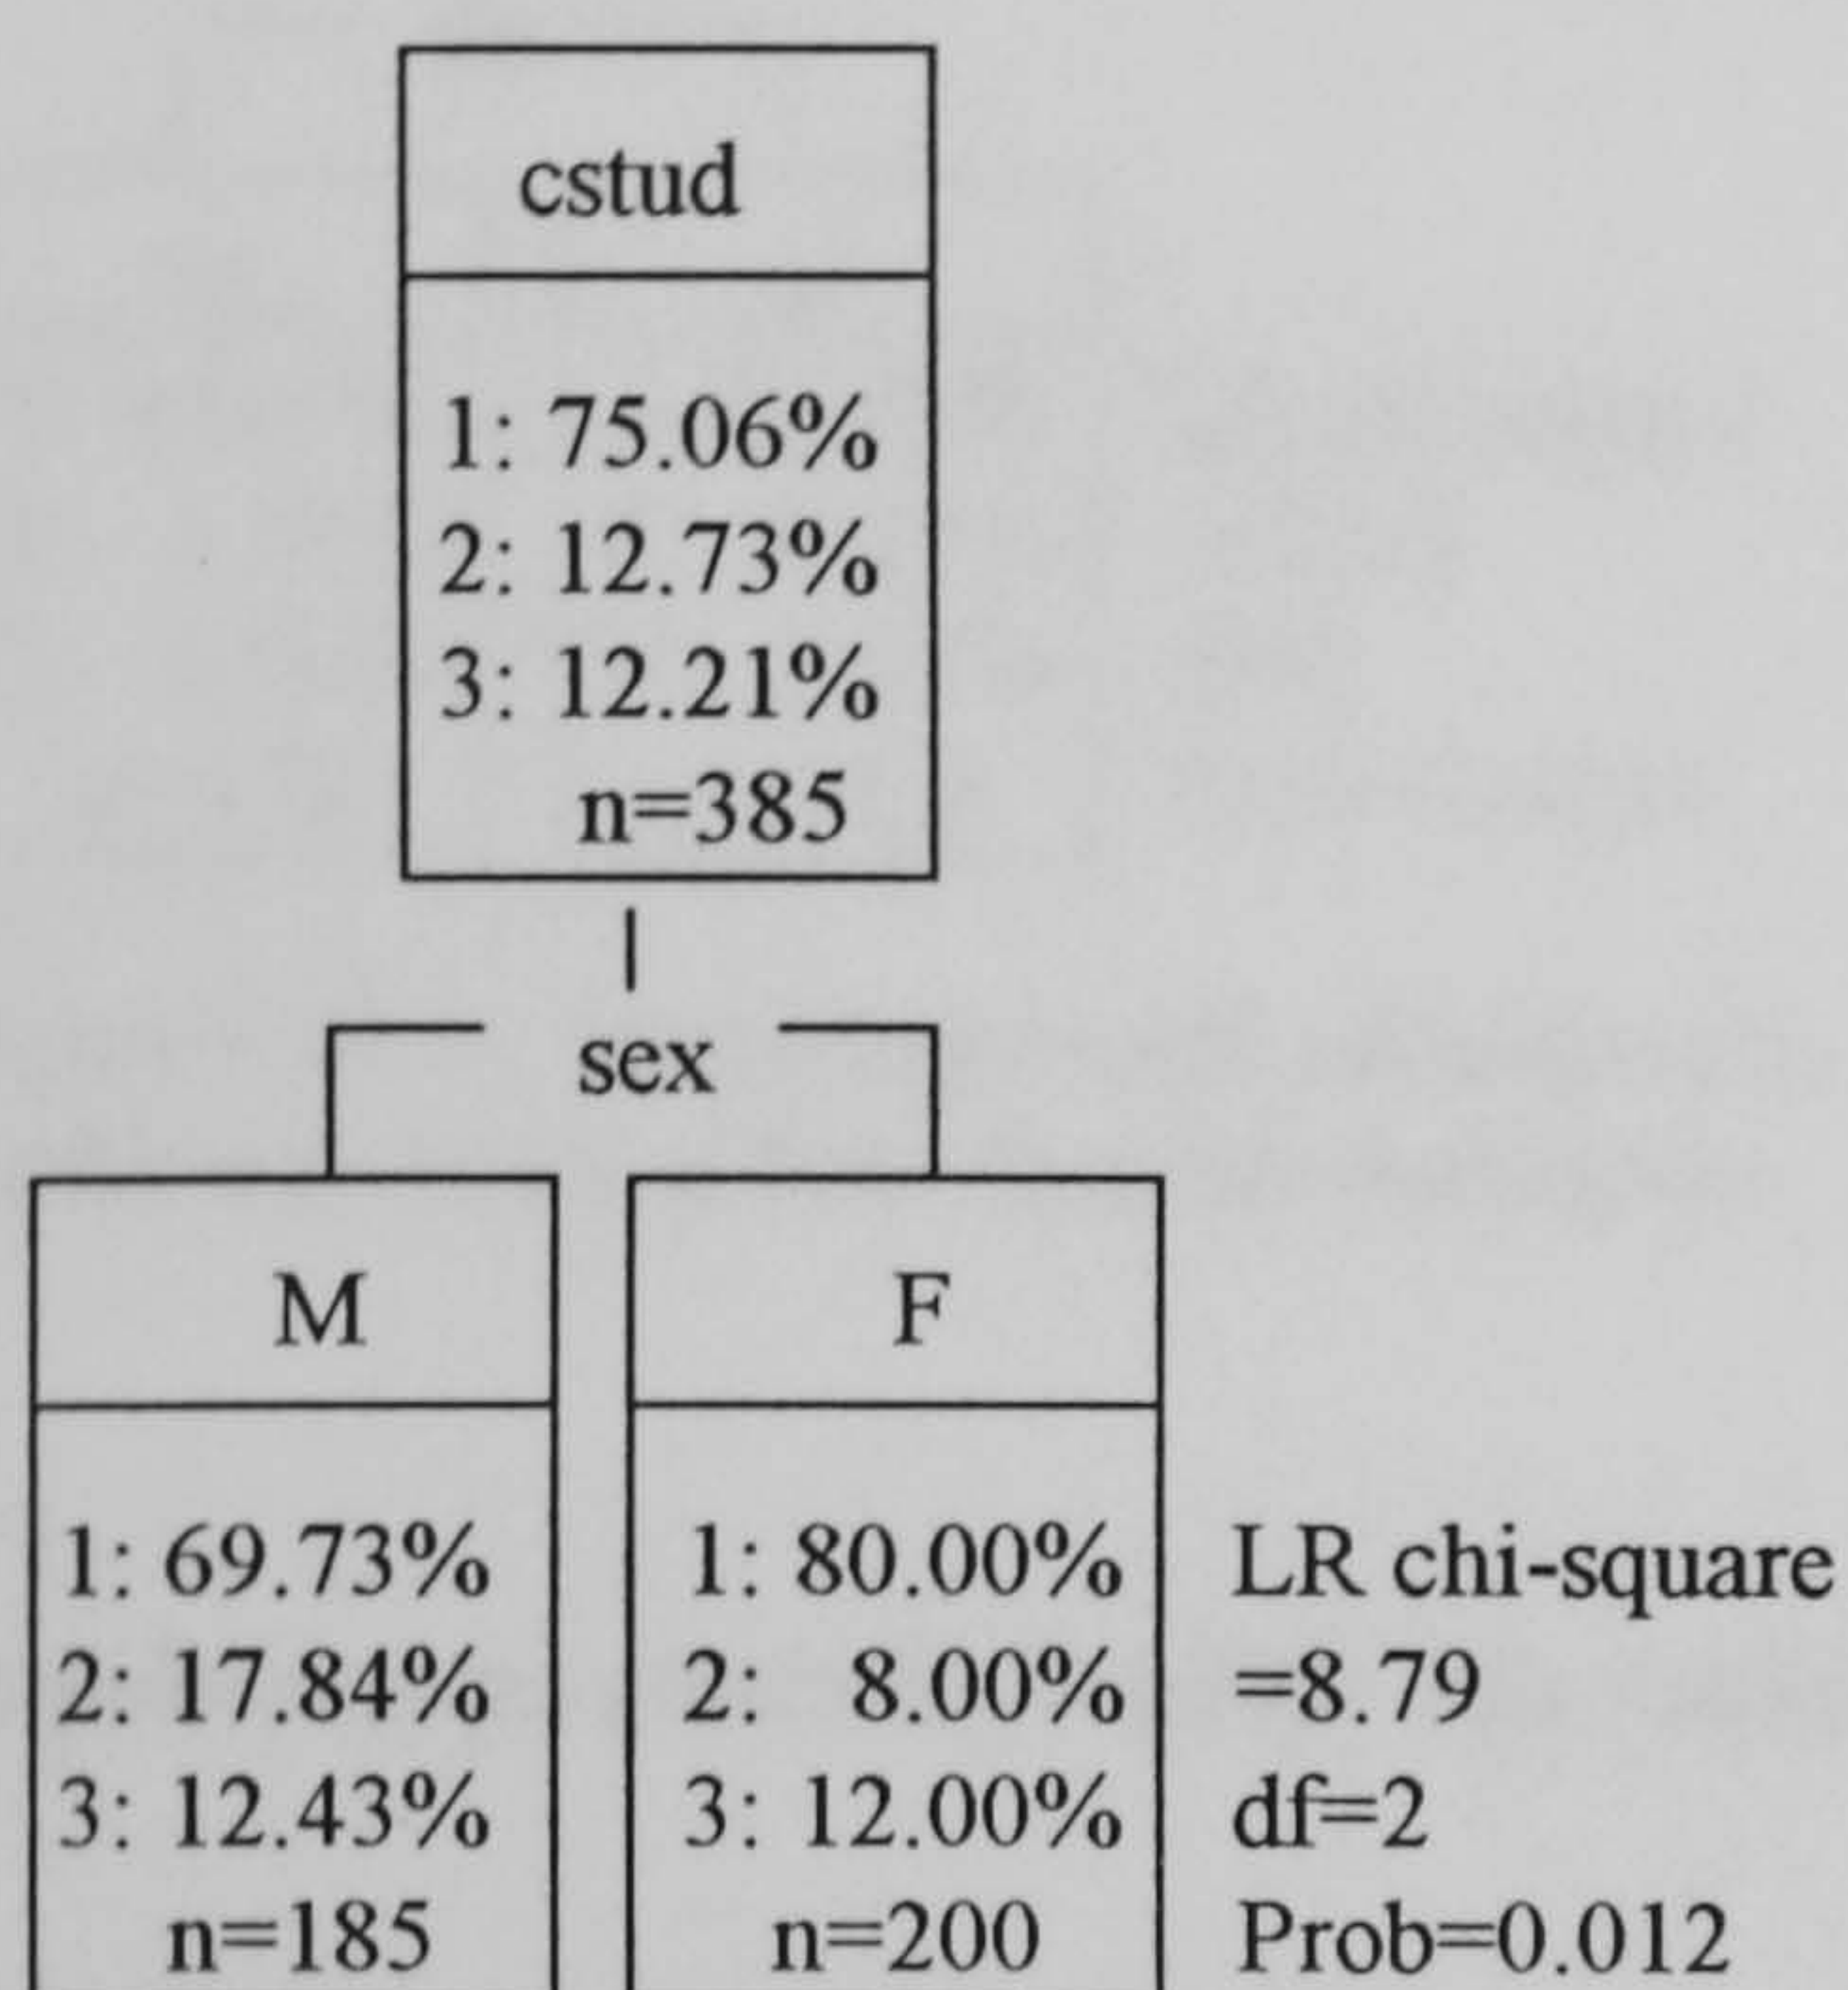 cstud
1: 75.06%
2: 12.73%
3: 12.21%
n=385
sex
M
1: 69.73%
2: 17.84%
3: 12.43%
n=185
F
1: 80.00%
2: 8.00%
3: 12.00%
n=200
LR chi-square
=8.79
df=2
Prob=0.012